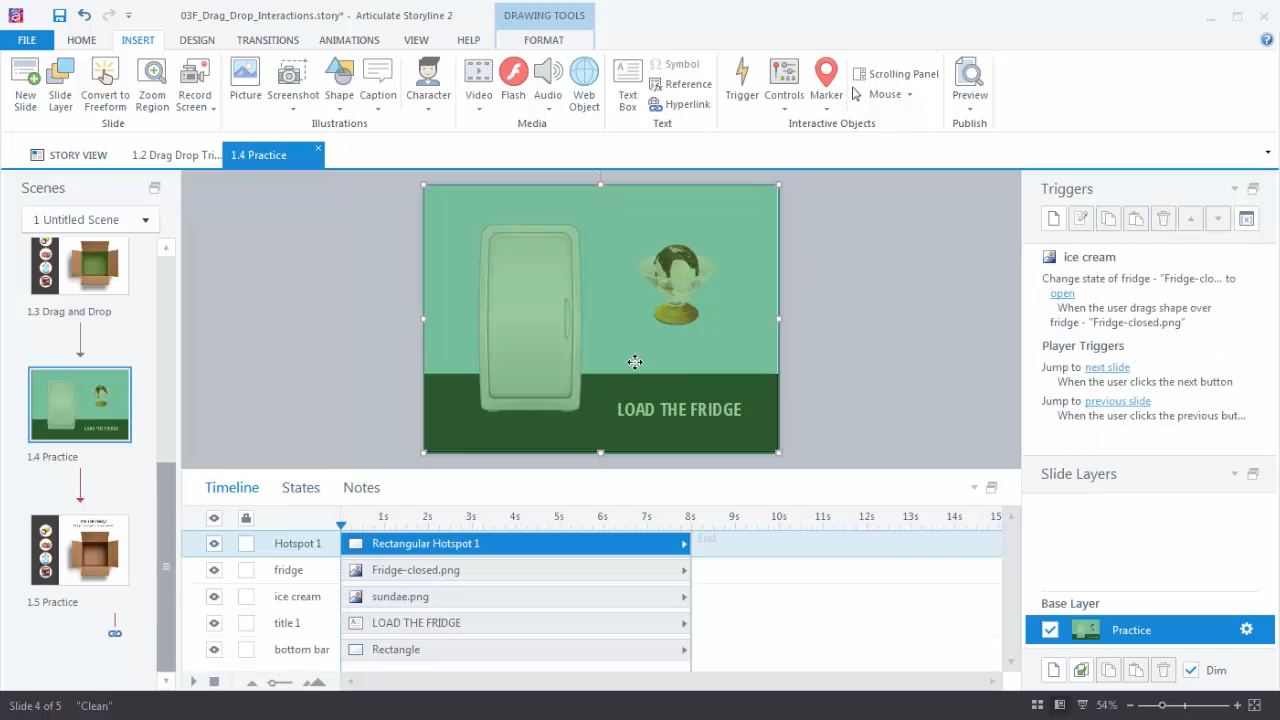 03F_Drag_Drop_Interactions.story* - Articulate Storyline 2
DRAWING TOOLS
FILE
HOME
INSERT
DESIGN
TRANSITIONS
ANIMATIONS
VIEW
HELP
FORMAT
New Slide
Slide Layer
Convert to Freeform
Zoom Region
Record Screen
Picture
Screenshot
Shape
Caption
Character
Video
Flash
Audio
Web Object
Text Box
Symbol
Reference
Hyperlink
Trigger
Controls
Marker
Scrolling Panel
Mouse
Preview
Slide
Illustrations
Media
Text
Interactive Objects
Publish
STORY VIEW
1.2 Drag Drop Tri...
1.4 Practice
Scenes
1 Untitled Scene
1.3 Drag and Drop
LOAD THE FRIDGE
1.4 Practice
1.5 Practice
LOAD THE FRIDGE
Triggers
ice cream
Change state of fridge - "Fridge-clo... to
open
When the user drags shape over
fridge - "Fridge-closed.png"
Player Triggers
Jump to next slide
When the user clicks the next button
Jump to previous slide
When the user clicks the previous but...
Slide Layers
Base Layer
Practice
Dim
Timeline
States
Notes
1s 2s 3s 4s 5s 6s 7s 8s 9s 10s 11s 12s 13s 14s 15
End
Hotspot 1
Rectangular Hotspot 1
fridge
Fridge-closed.png
ice cream
sundae.png
title 1
LOAD THE FRIDGE
bottom bar
Rectangle
Slide 4 of 5
"Clean"
54%